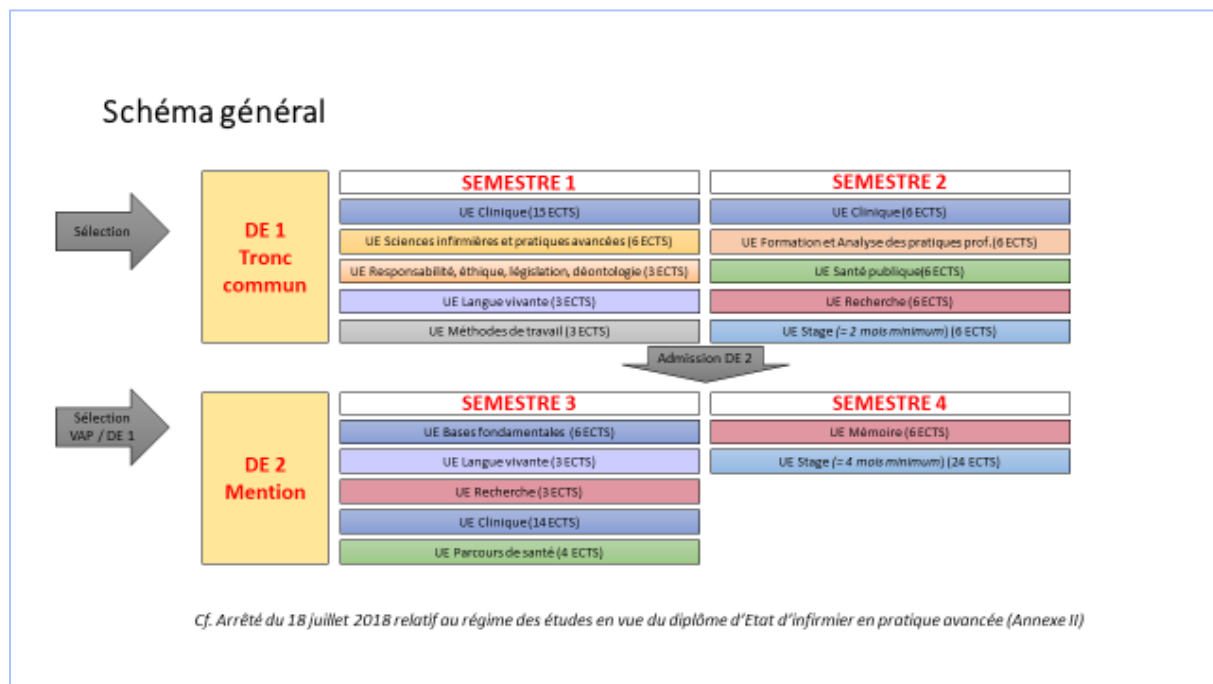 Schéma général
Sélection
DE 1
Tronc
commun
SEMESTRE 1
UE Clinique (15 ECTS)
UE Sciences infirmières et pratiques avancées (6 ECTS)
UE Responsabilité, éthique, législation, déontologie (3 ECTS)
UE Langue vivante (3 ECTS)
UE Méthodes de travail (3 ECTS)
SEMESTRE 2
UE Clinique (6 ECTS)
UE Formation et Analyse des pratiques prof. (6 ECTS)
UE Santé publique(6 ECTS)
UE Recherche (6 ECTS)
UE Stage (= 2 mois minimum) (6 ECTS)
Admission DE 2
Sélection
VAP / DE 1
DE 2
Mention
SEMESTRE 3
UE Bases fondamentales (6 ECTS)
UE Langue vivante (3 ECTS)
UE Recherche (3 ECTS)
UE Clinique (14 ECTS)
UE Parcours de santé (4 ECTS)
SEMESTRE 4
UE Mémoire (6 ECTS)
UE Stage (= 4 mois minimum) (24 ECTS)
Cf. Arrêté du 18 juillet 2018 relatif au régime des études en vue du diplôme d'Etat d'infirmier en pratique avancée (Annexe II)